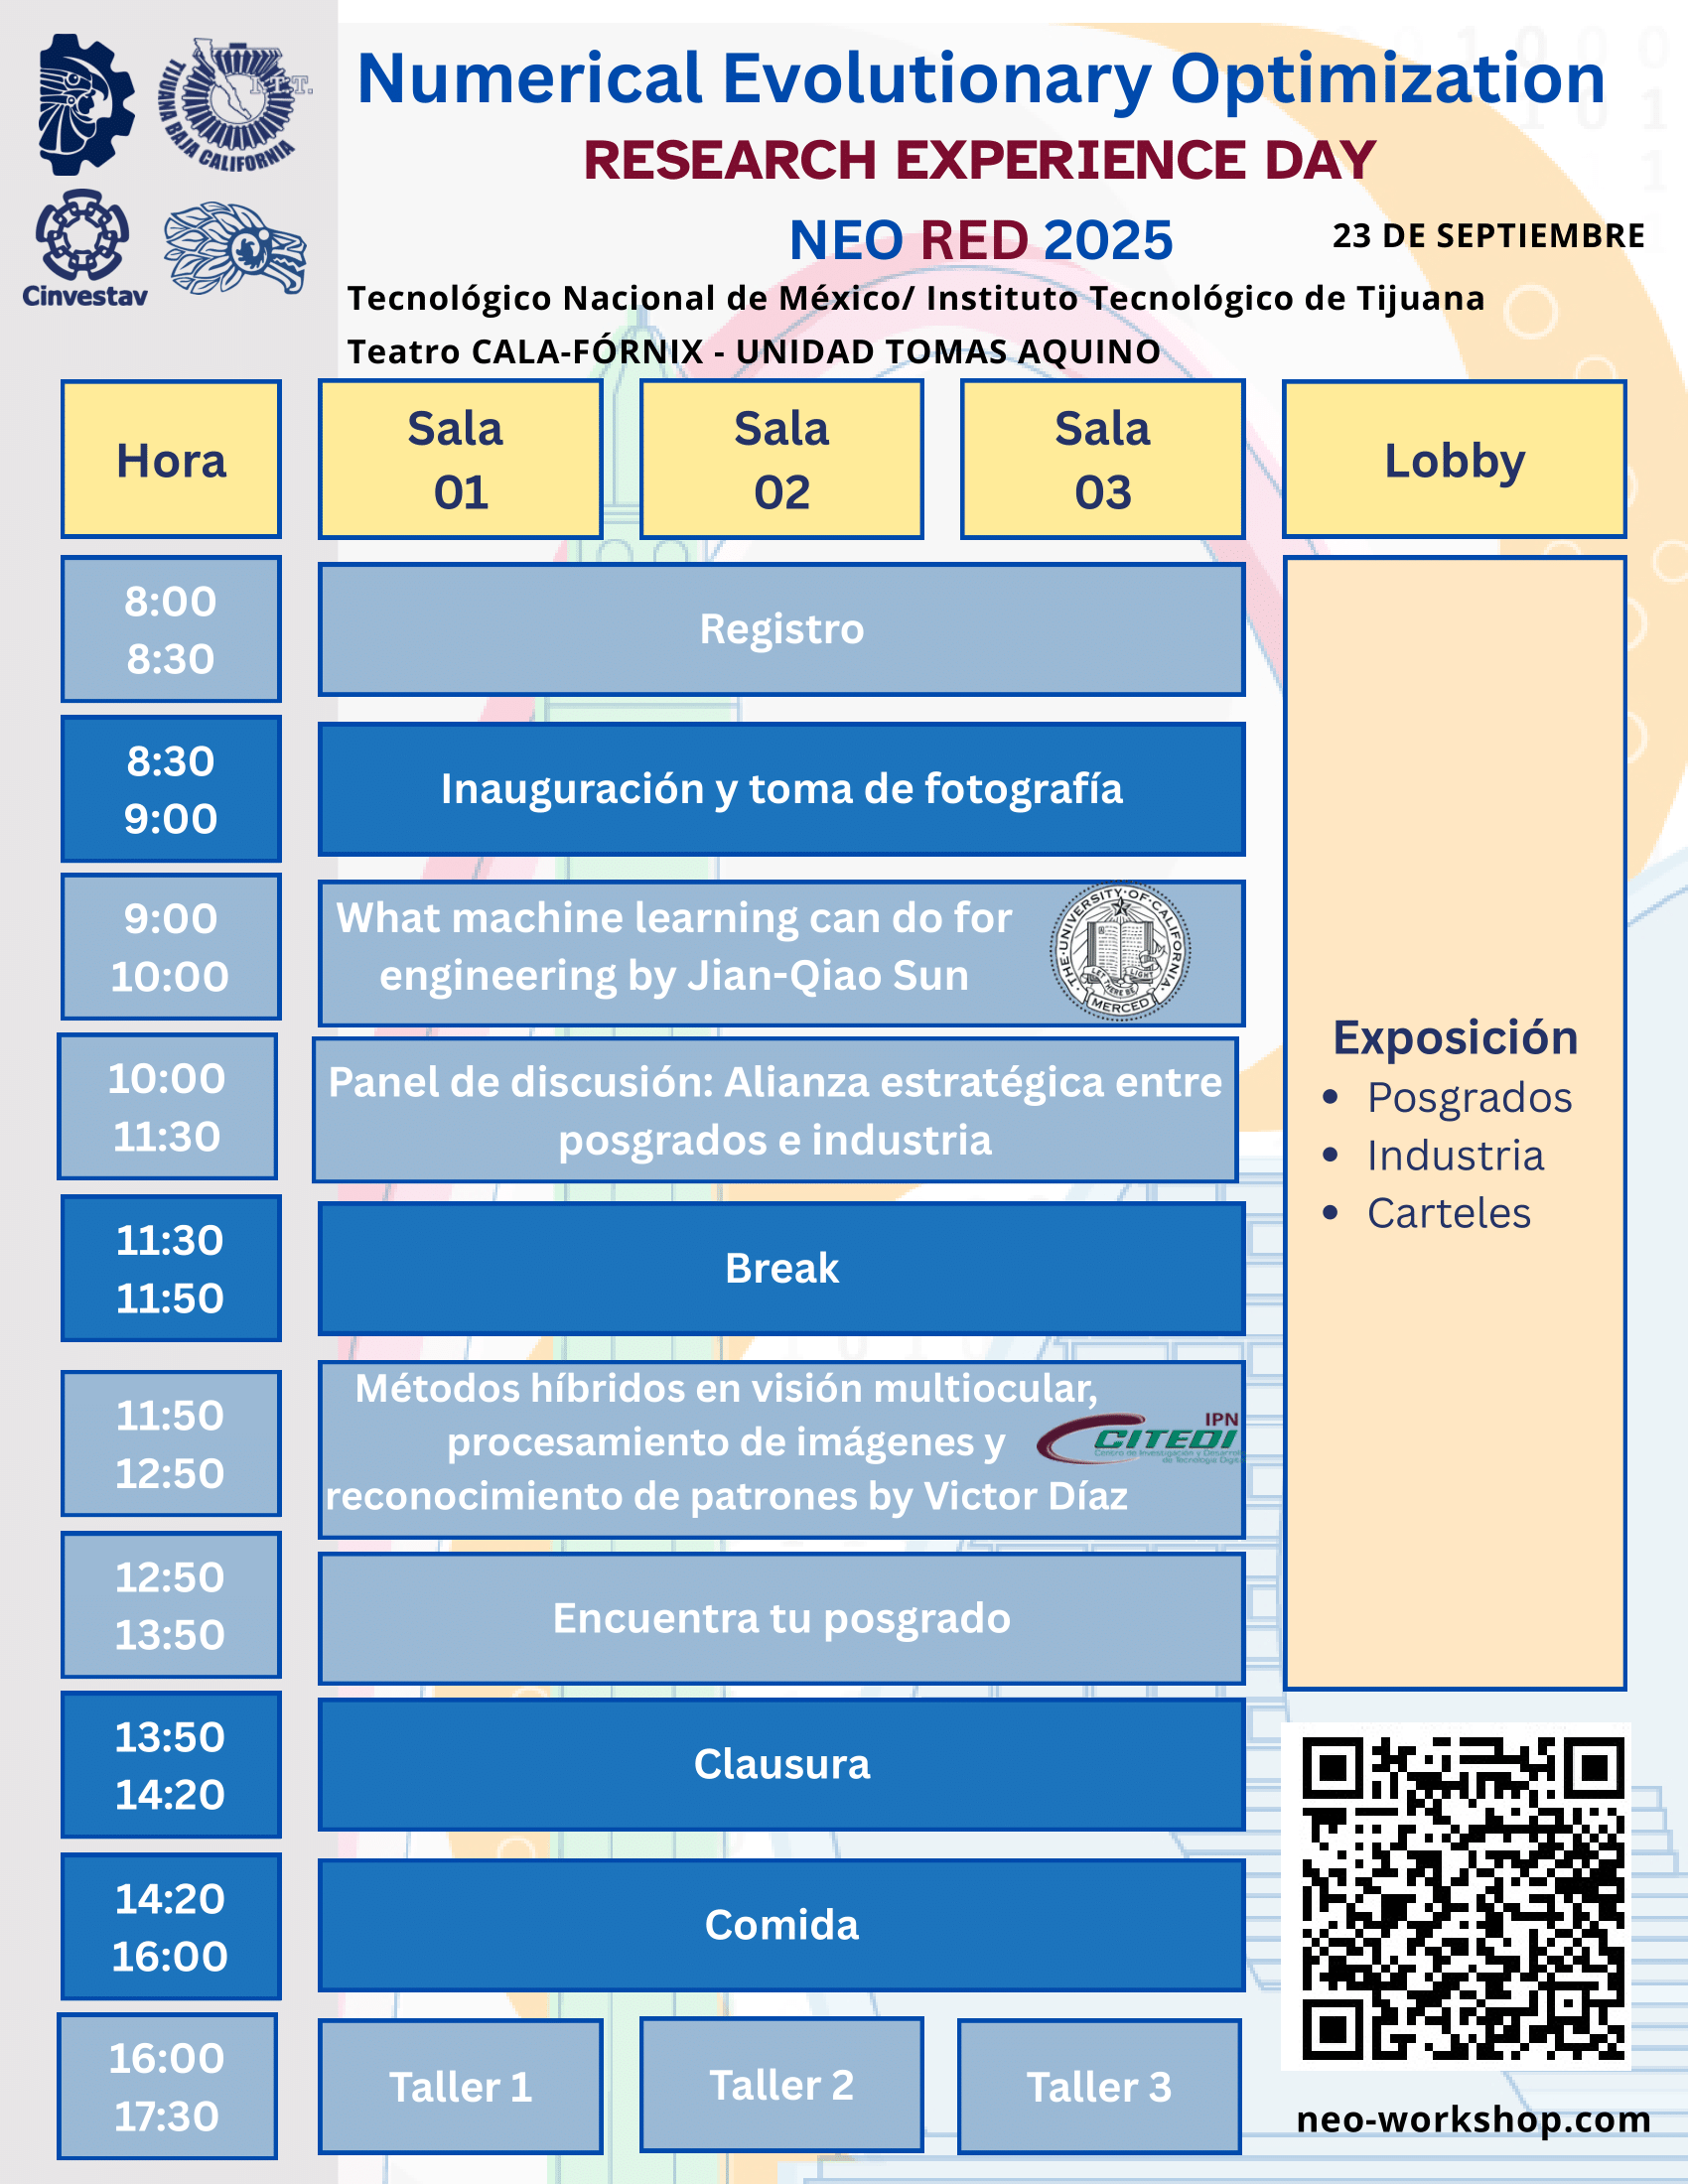 I.T.T.
TIJUANA BAJA CALIFORNIA
Cinvestav
Numerical Evolutionary Optimization
RESEARCH EXPERIENCE DAY
NEO RED 2025
23 DE SEPTIEMBRE
Tecnológico Nacional de México/ Instituto Tecnológico de Tijuana
Teatro CALA-FÓRNIX - UNIDAD TOMAS AQUINO
Hora
Sala
01
Sala
02
Sala
03
Lobby
8:00
8:30
Registro
8:30
9:00
Inauguración y toma de fotografía
9:00
10:00
What machine learning can do for
engineering by Jian-Qiao Sun
THE·UNIVERSITY·OF·CALIFORNIA
LET THERE BE LIGHT
MERCED
10:00
11:30
Panel de discusión: Alianza estratégica entre
posgrados e industria
11:30
11:50
Break
11:50
12:50
Métodos híbridos en visión multiocular,
procesamiento de imágenes y
reconocimiento de patrones by Victor Díaz
IPN
CITEDI
Centro de Investigación y Desarroll
de Tecnología Digit
12:50
13:50
Encuentra tu posgrado
13:50
14:20
Clausura
14:20
16:00
Comida
16:00
17:30
Taller 1
Taller 2
Taller 3
Exposición
• Posgrados
• Industria
• Carteles
neo-workshop.com